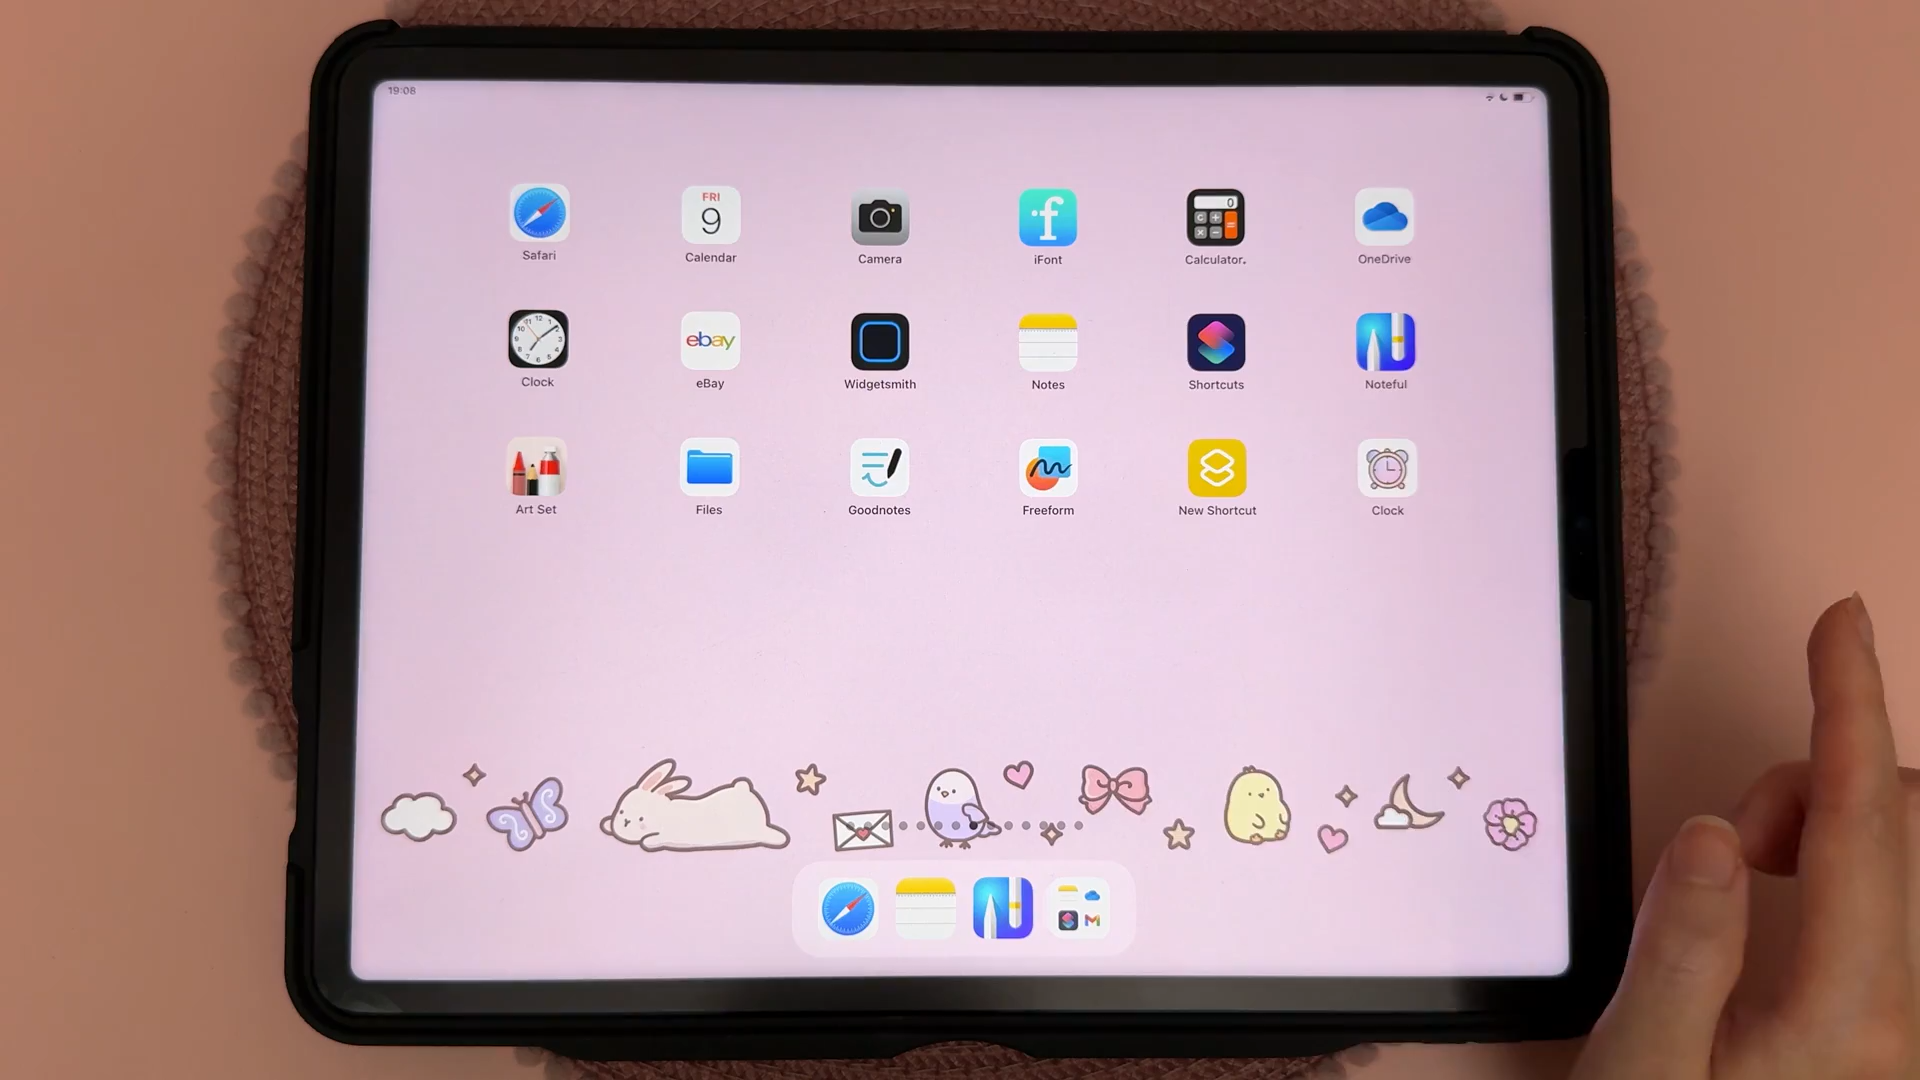 19:08
FRI
9
0
Safari
Calendar
Camera
iFont
Calculator.
OneDrive
ebay
Clock
eBay
Widgetsmith
Notes
Shortcuts
Noteful
Art Set
Files
Goodnotes
Freeform
New Shortcut
Clock